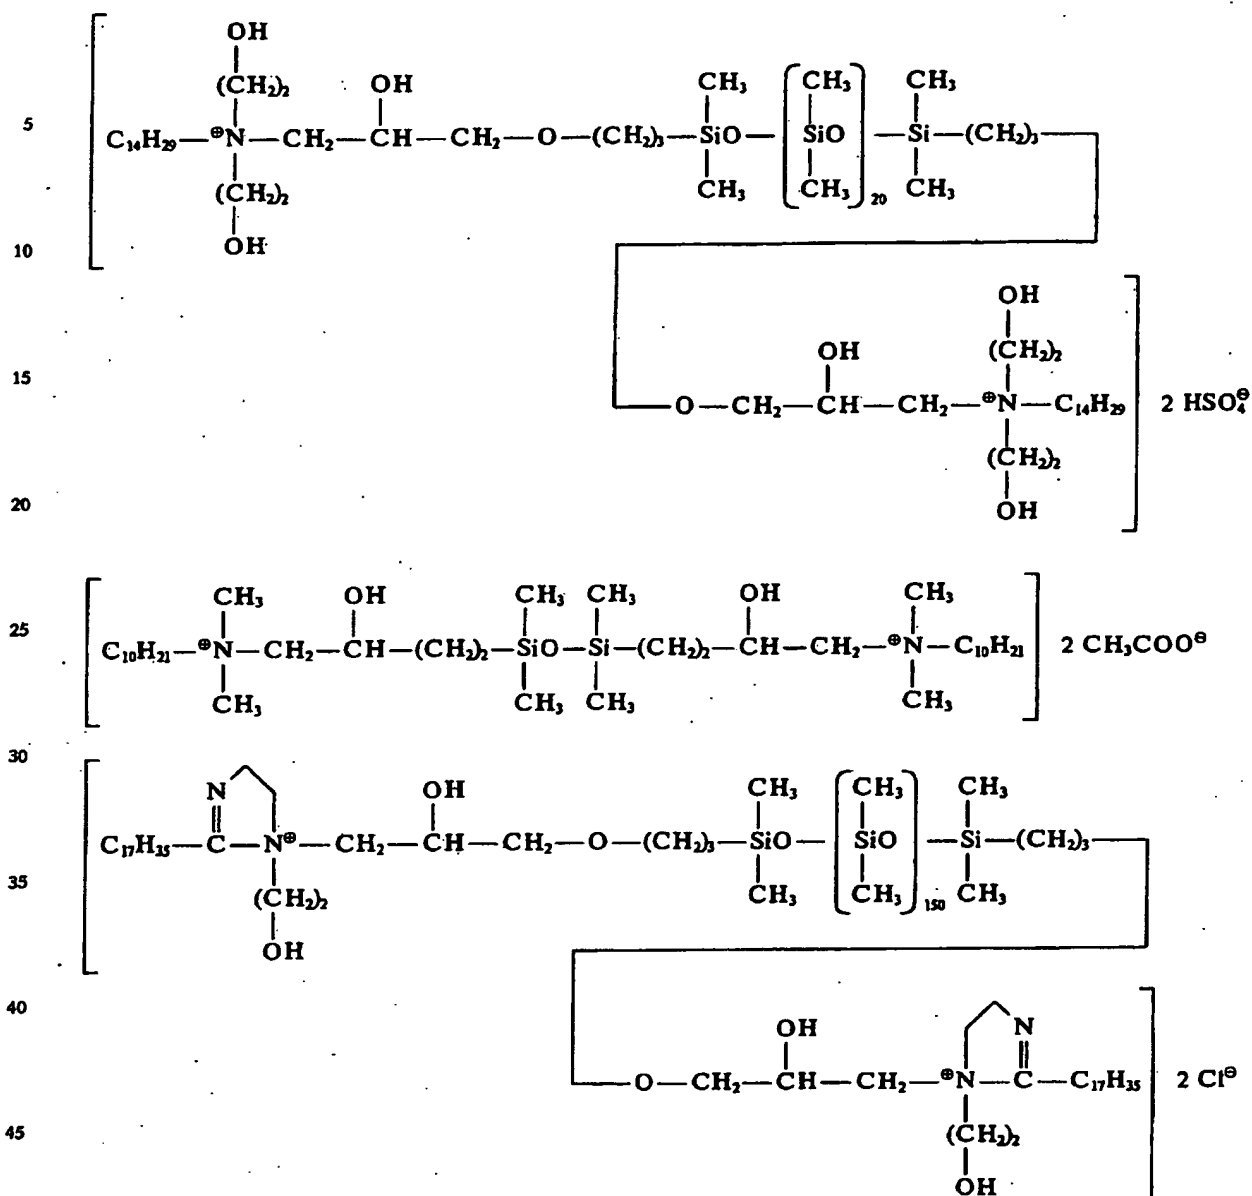 OH
(CH₂)₂ OH CH₃ CH₃ CH₃
5
C₁₄H₂₉—⊕N—CH₂—CH—CH₂—O—(CH₂)₃—SiO—SiO—Si—(CH₂)₃
(CH₂)₂ CH₃ CH₃ 20 CH₃
10
OH
OH
OH (CH₂)₂
15
O—CH₂—CH—CH₂—⊕N—C₁₄H₂₉ 2 HSO₄⊖
(CH₂)₂
20
OH
CH₃ OH CH₃ CH₃ OH CH₃
25
C₁₀H₂₁—⊕N—CH₂—CH—(CH₂)₂—SiO—Si—(CH₂)₂—CH—CH₂—⊕N—C₁₀H₂₁ 2 CH₃COO⊖
CH₃ CH₃ CH₃ CH₃
30
N OH CH₃ CH₃ CH₃
C₁₇H₃₅—C—N⊕—CH₂—CH—CH₂—O—(CH₂)₃—SiO—SiO—Si—(CH₂)₃
35
(CH₂)₂ CH₃ CH₃ 150 CH₃
OH
40
OH N
O—CH₂—CH—CH₂—⊕N—C—C₁₇H₃₅ 2 Cl⊖
45
(CH₂)₂
OH